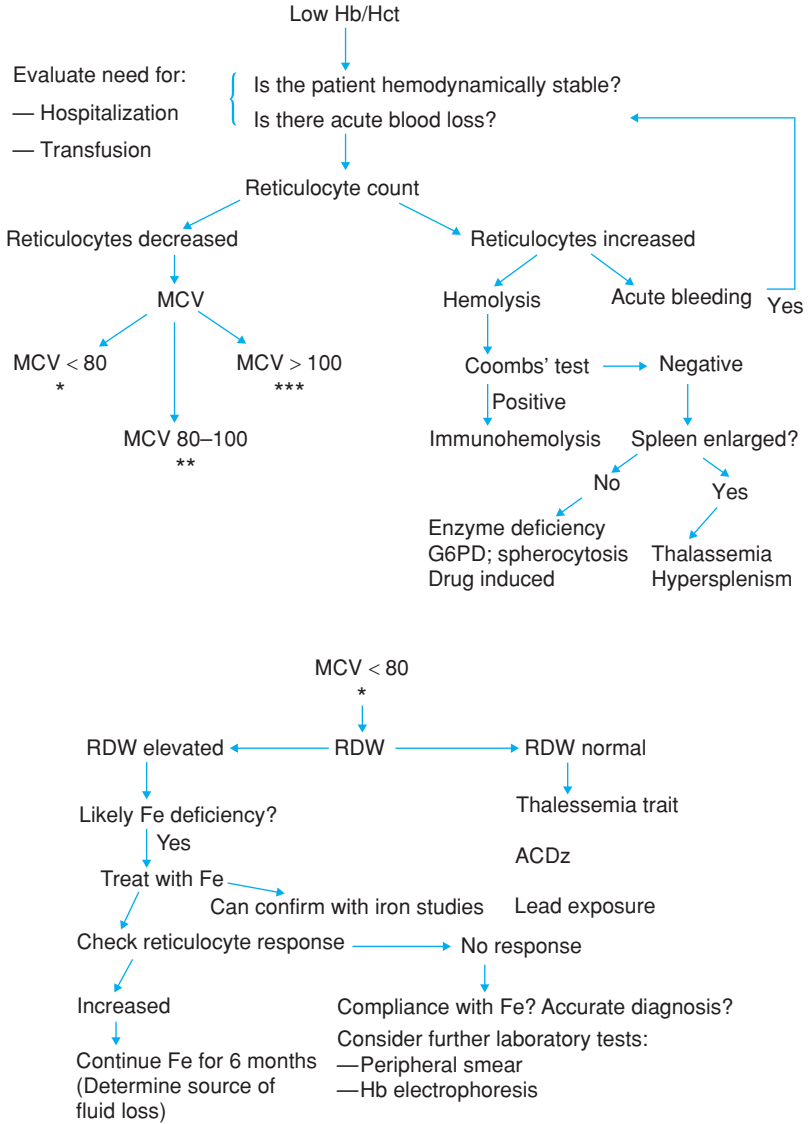 Low Hb/Hct
Evaluate need for:
— Hospitalization
— Transfusion
Is the patient hemodynamically stable?
Is there acute blood loss?
Reticulocyte count
Reticulocytes decreased
Reticulocytes increased
MCV
Hemolysis
Acute bleeding
Yes
MCV < 80
*
MCV > 100
***
MCV 80–100
**
Coombs' test
Negative
Positive
Immunohemolysis
Spleen enlarged?
No
Yes
Enzyme deficiency
G6PD; spherocytosis
Drug induced
Thalassemia
Hypersplenism
MCV < 80
*
RDW elevated
RDW
RDW normal
Likely Fe deficiency?
Yes
Treat with Fe
Can confirm with iron studies
Thalessemia trait
ACDz
Lead exposure
Check reticulocyte response
No response
Increased
Continue Fe for 6 months
(Determine source of
fluid loss)
Compliance with Fe? Accurate diagnosis?
Consider further laboratory tests:
—Peripheral smear
—Hb electrophoresis